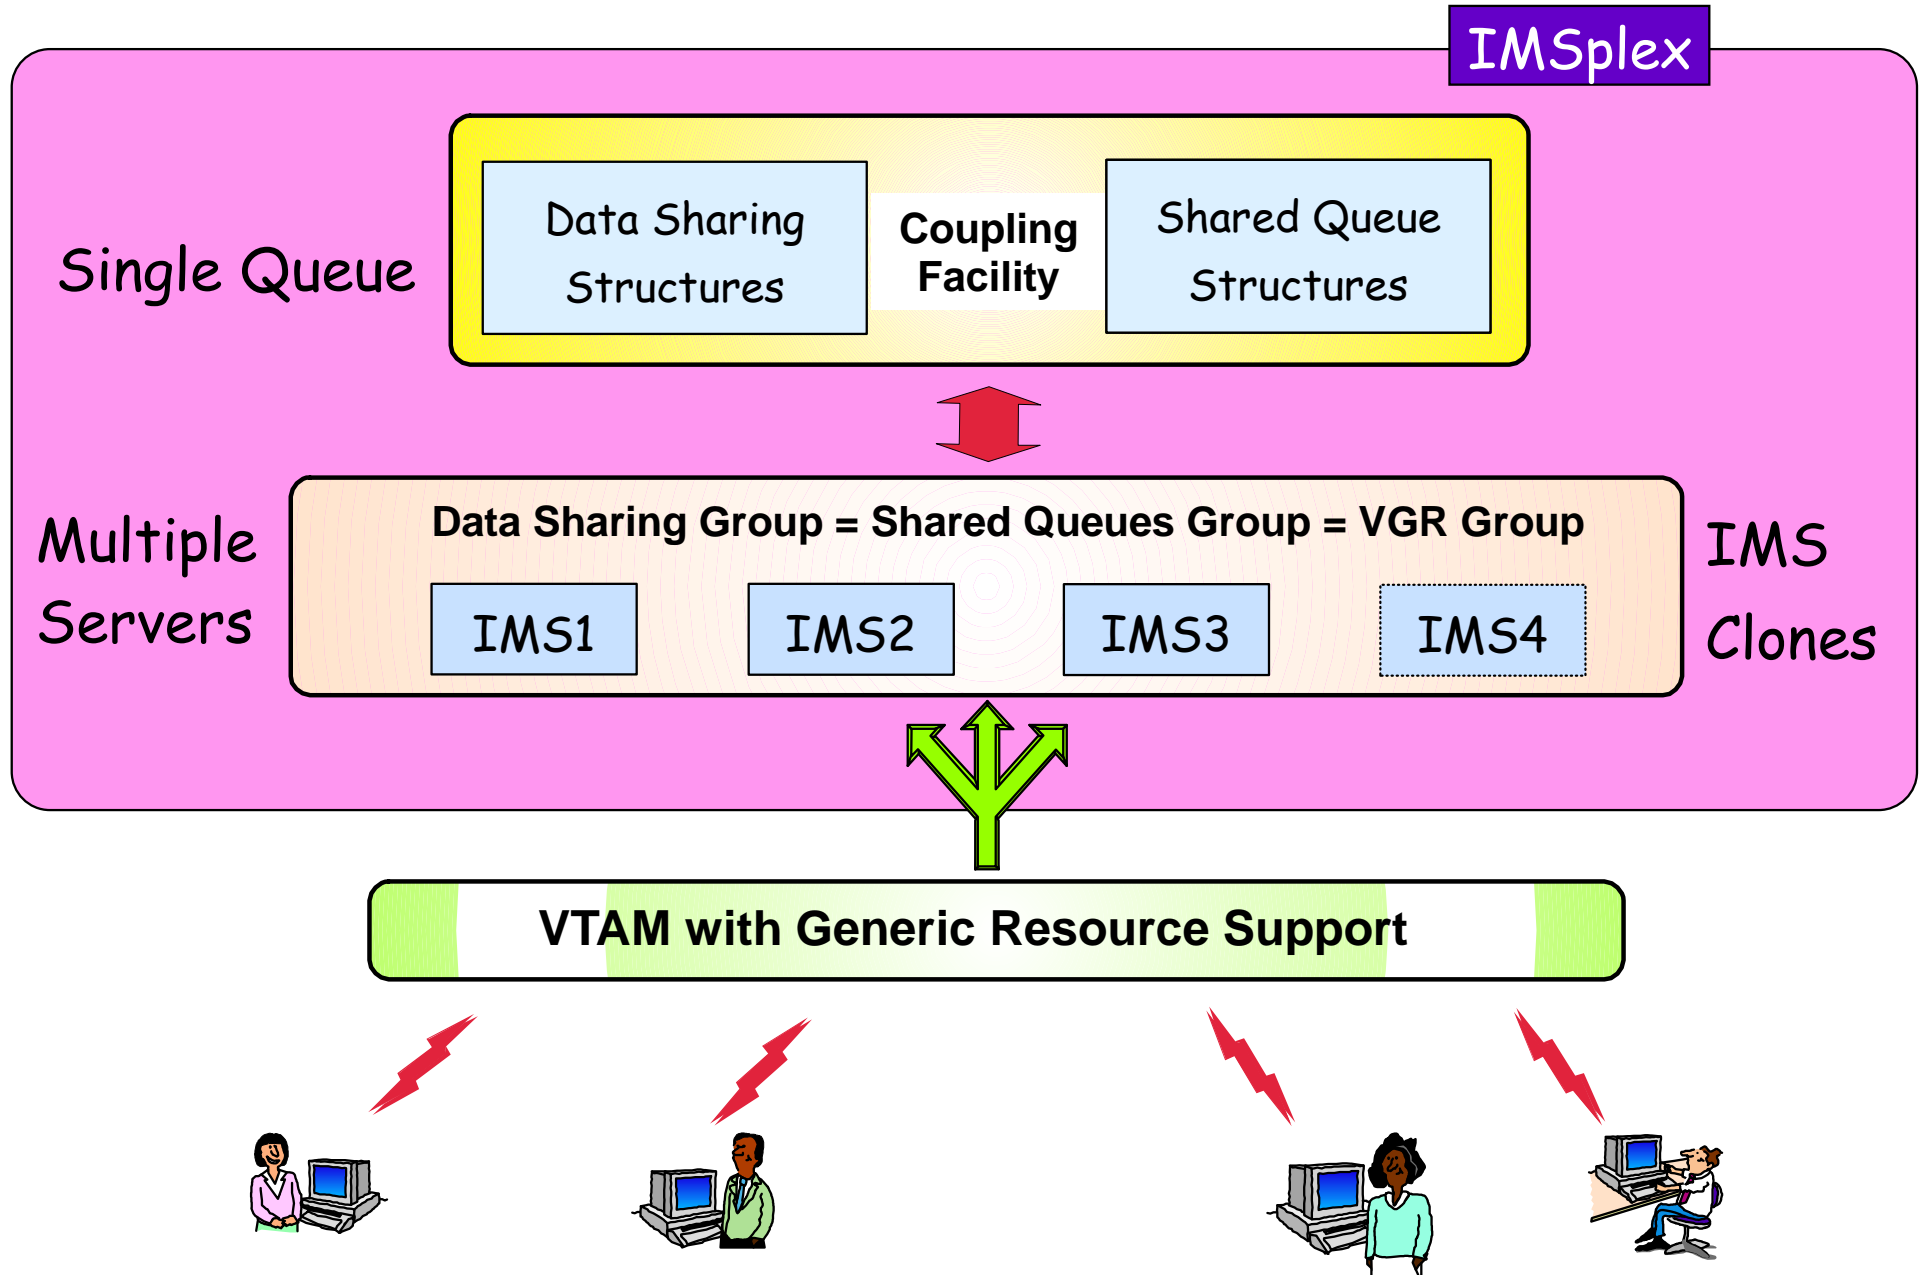 IMSplex
Single Queue
Data Sharing
Structures
Coupling
Facility
Shared Queue
Structures
Multiple
Servers
Data Sharing Group = Shared Queues Group = VGR Group
IMS1
IMS2
IMS3
IMS4
IMS
Clones
VTAM with Generic Resource Support